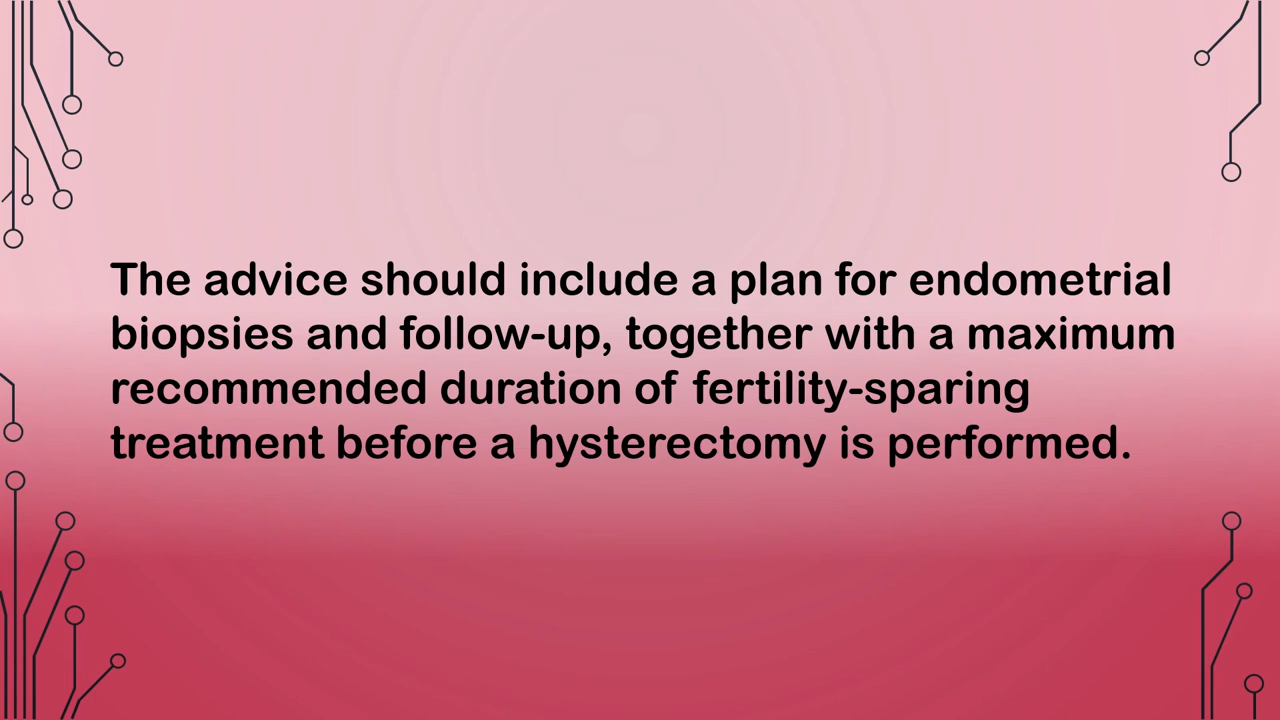 The advice should include a plan for endometrial
biopsies and follow-up, together with a maximum
recommended duration of fertility-sparing
treatment before a hysterectomy is performed.